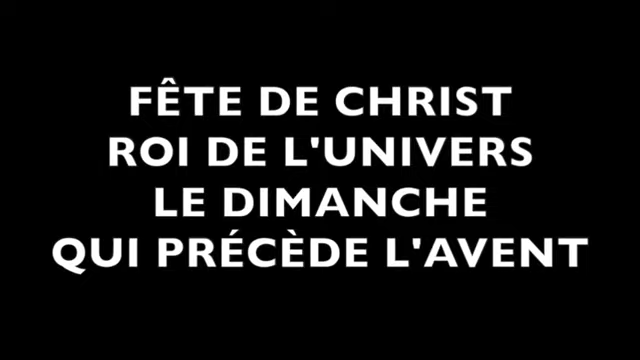 FÊTE DE CHRIST
ROI DE L'UNIVERS
LE DIMANCHE
QUI PRÉCÈDE L'AVENT